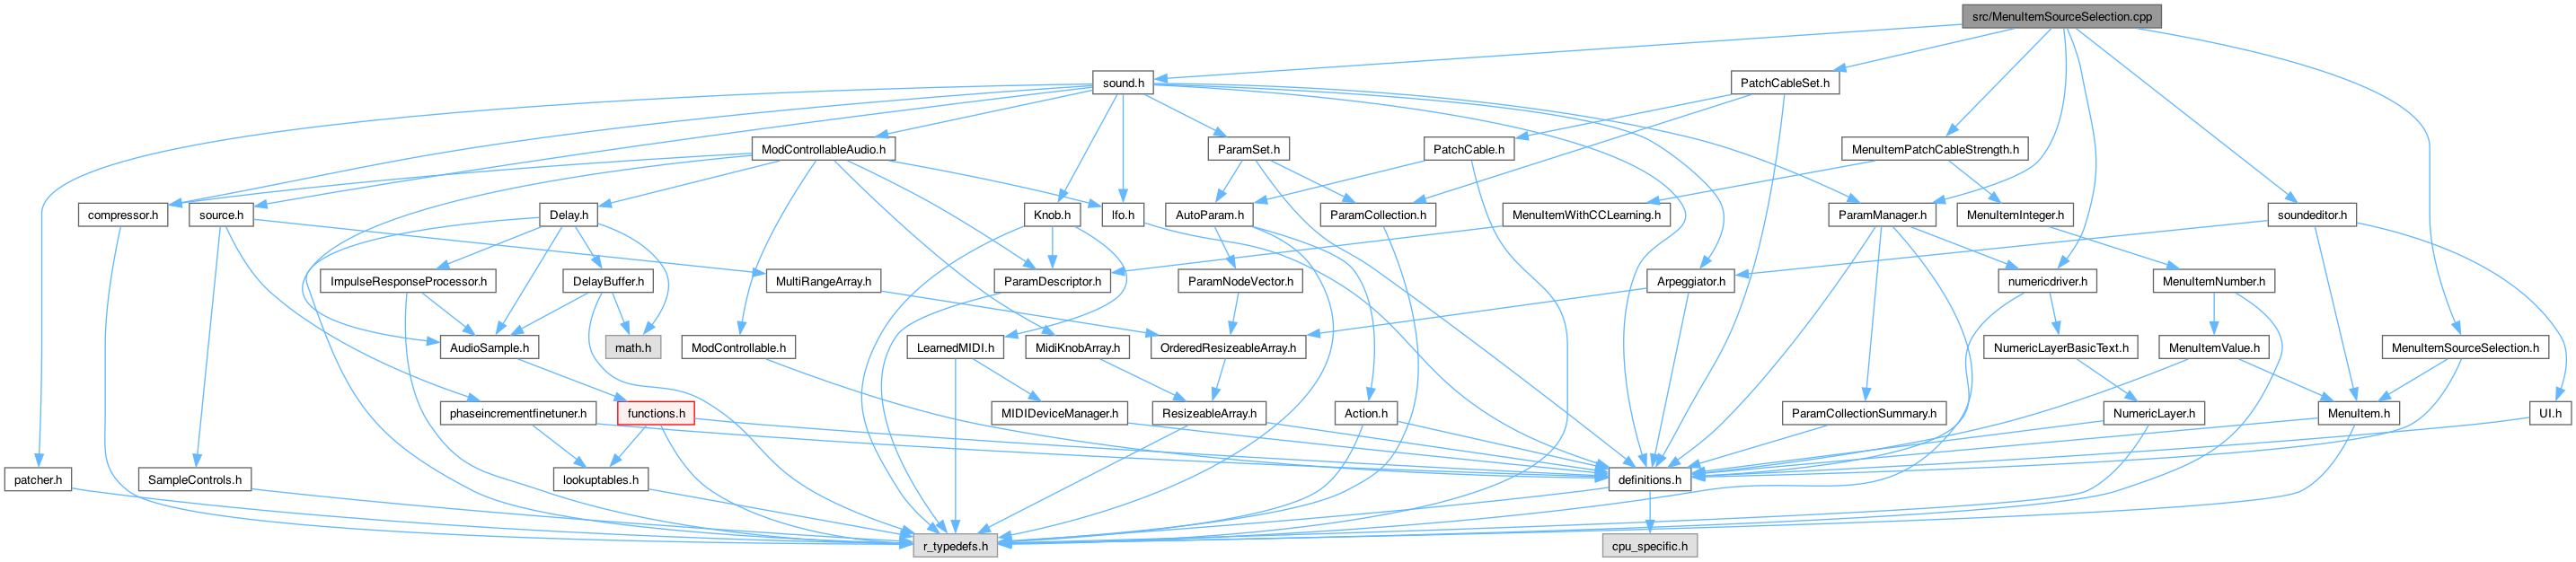 src/MenuItemSourceSelection.cpp
sound.h
PatchCableSet.h
ModControllableAudio.h
ParamSet.h
PatchCable.h
MenuItemPatchCableStrength.h
compressor.h
source.h
Delay.h
Knob.h
lfo.h
AutoParam.h
ParamCollection.h
MenuItemWithCCLearning.h
ParamManager.h
MenuItemInteger.h
soundeditor.h
ImpulseResponseProcessor.h
DelayBuffer.h
MultiRangeArray.h
ParamDescriptor.h
ParamNodeVector.h
Arpeggiator.h
numericdriver.h
MenuItemNumber.h
AudioSample.h
math.h
ModControllable.h
LearnedMIDI.h
MidiKnobArray.h
OrderedResizeableArray.h
NumericLayerBasicText.h
MenuItemValue.h
MenuItemSourceSelection.h
phaseincrementfinetuner.h
functions.h
MIDIDeviceManager.h
ResizeableArray.h
Action.h
ParamCollectionSummary.h
NumericLayer.h
MenuItem.h
UI.h
patcher.h
SampleControls.h
lookuptables.h
definitions.h
r_typedefs.h
cpu_specific.h